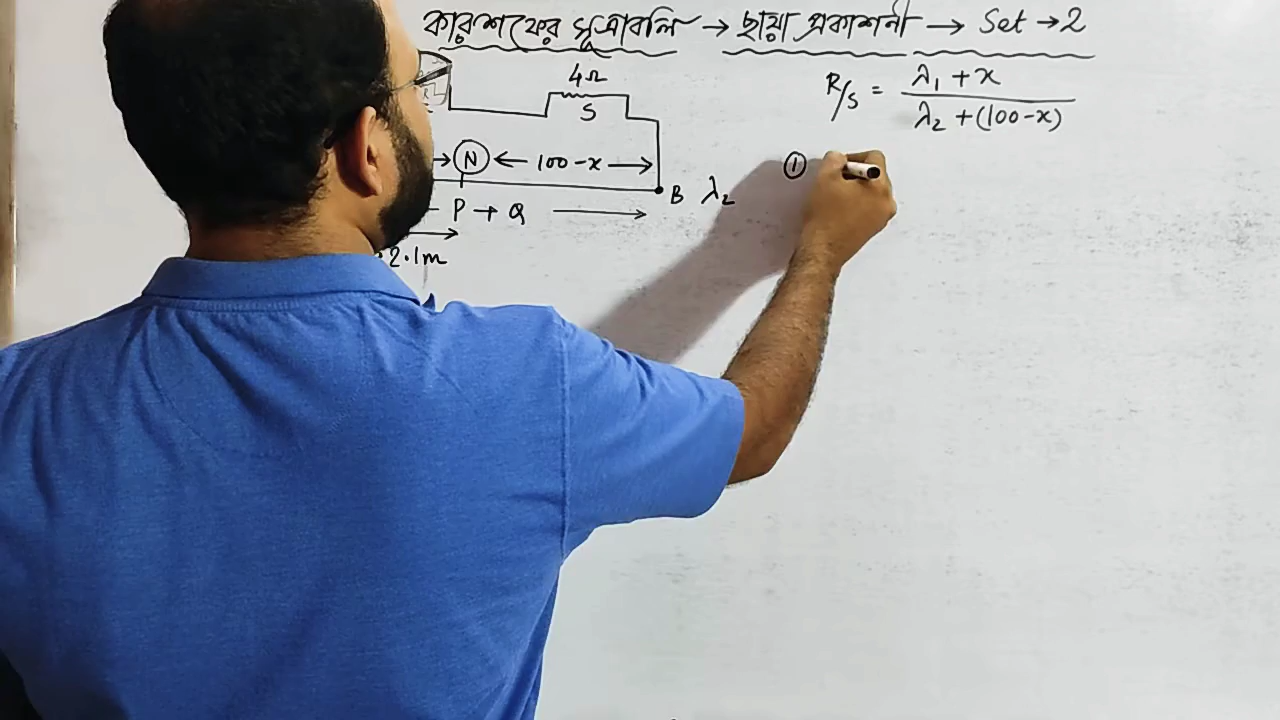 কারশফের সূত্রাবলি → ছায়া প্রকাশনী → Set → 2
4Ω
S
R/S = λ₁ + x / λ₂ + (100-x)
→ N ← 100-x →
①
B λ₂
P → Q →
2.1m